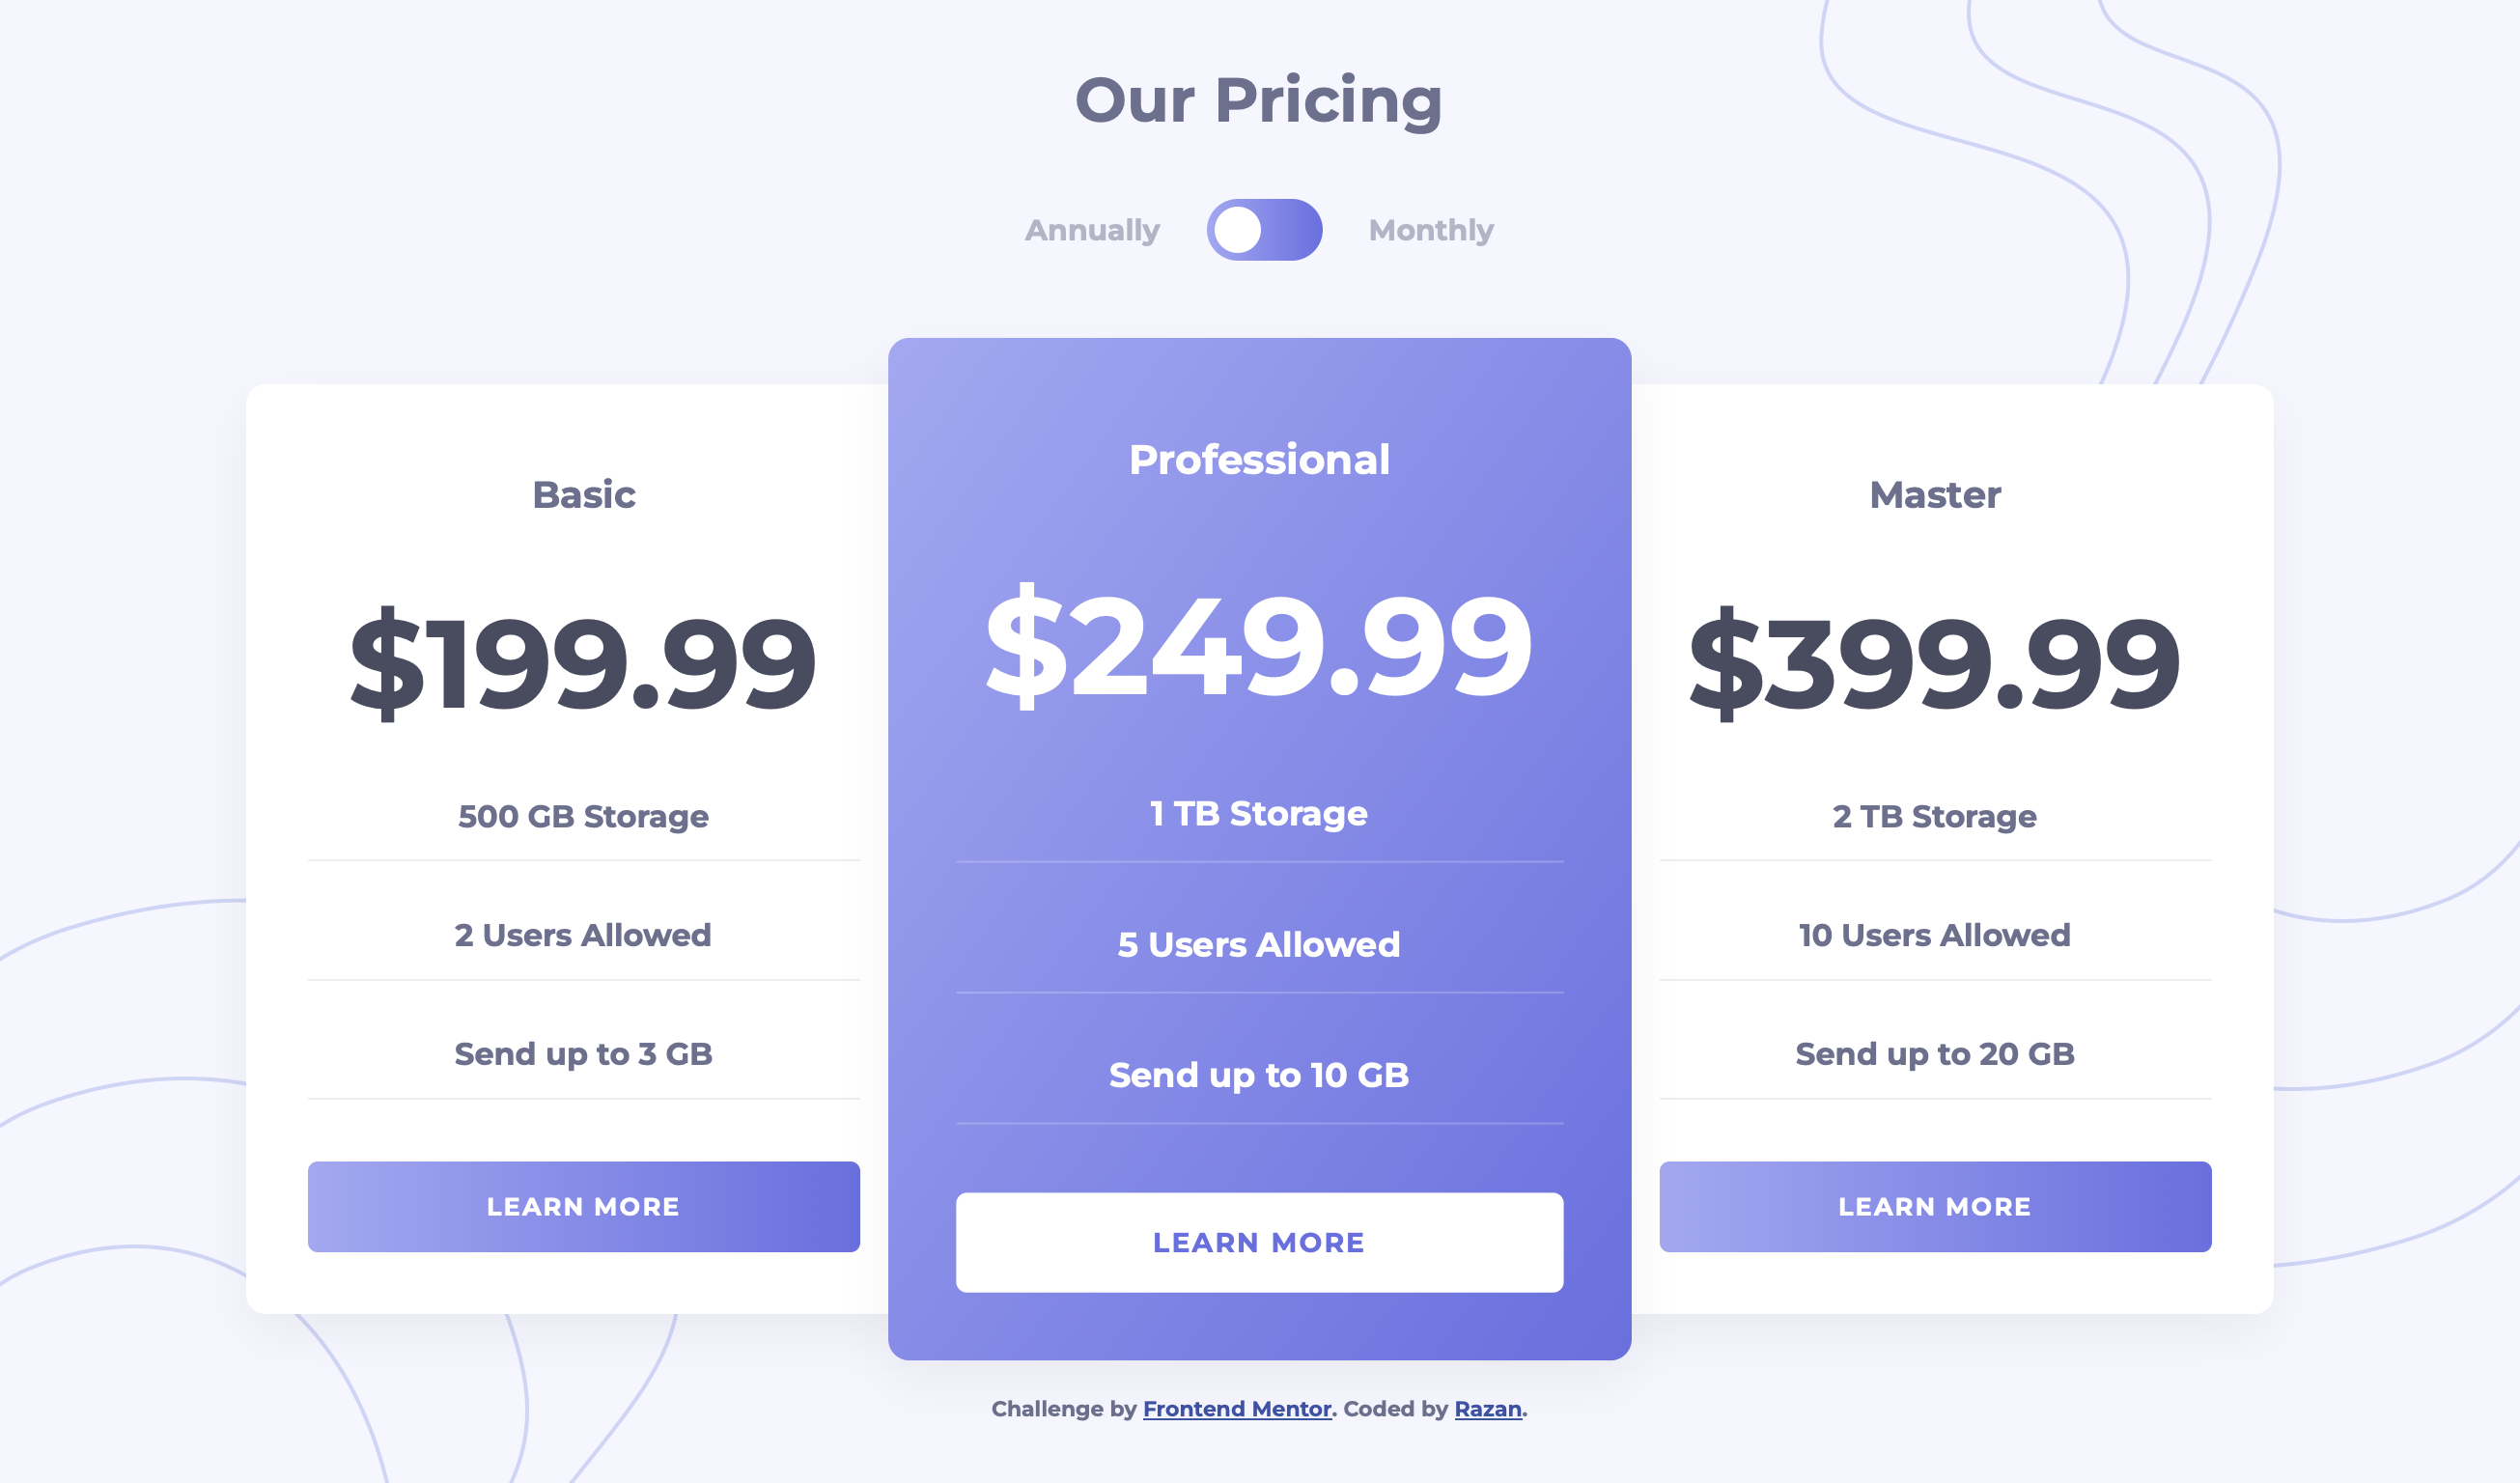 Our Pricing
Annually
Monthly
Basic
$199.99
500 GB Storage
2 Users Allowed
Send up to 3 GB
LEARN MORE
Professional
$249.99
1 TB Storage
5 Users Allowed
Send up to 10 GB
LEARN MORE
Master
$399.99
2 TB Storage
10 Users Allowed
Send up to 20 GB
LEARN MORE
Challenge by Frontend Mentor. Coded by Razan.